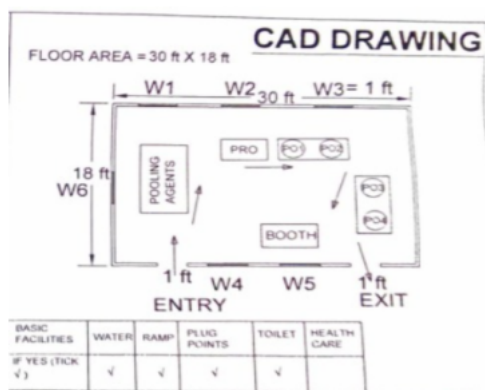 CAD DRAWING
FLOOR AREA = 30 ft X 18 ft
W1 W2 W3= 1 ft
30 ft
PRO PO1 PO2
18 ft
W6
POOLING
AGENTS
PO3
PO4
BOOTH
1 ft W4 W5 1 ft
ENTRY EXIT
BASIC FACILITIES WATER RAMP PLUG POINTS TOILET HEALTH CARE
IF YES (TICK √ ) √ √ √ √